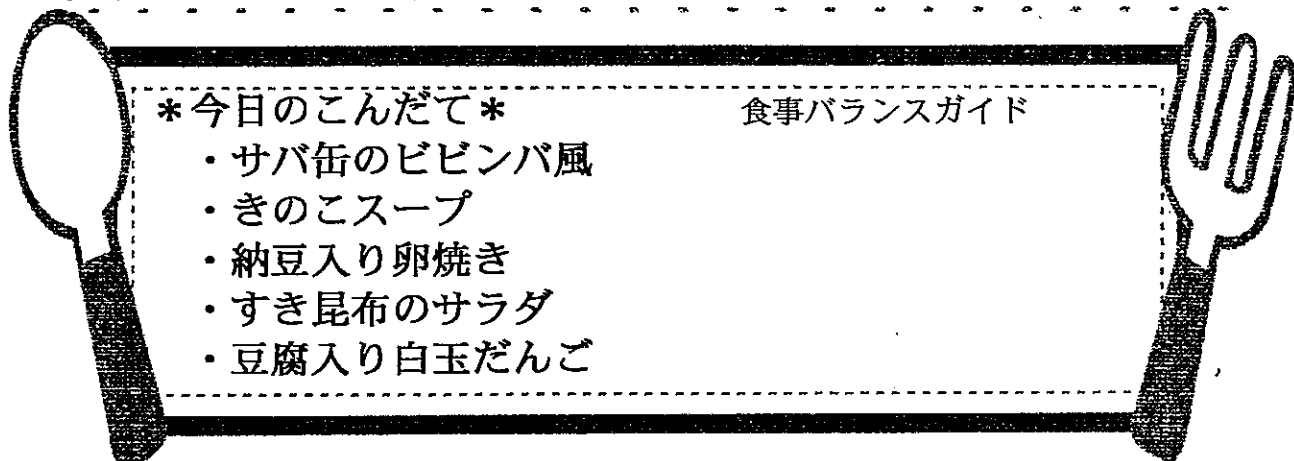 *今日のこんだて* 食事バランスガイド
・サバ缶のビビンバ風
・きのこスープ
・納豆入り卵焼き
・すき昆布のサラダ
・豆腐入り白玉だんご